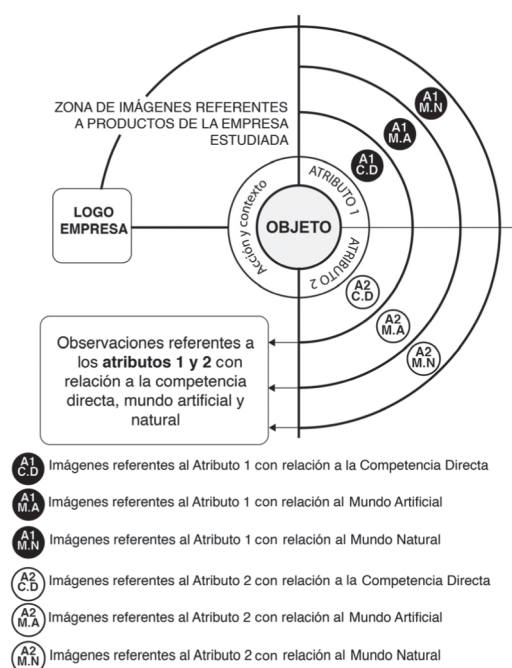 ZONA DE IMÁGENES REFERENTES
A PRODUCTOS DE LA EMPRESA
ESTUDIADA
A1
M.N
A1
M.A
A1
C.D
LOGO
EMPRESA
Acción y contexto
ATRIBUTO 1
OBJETO
ATRIBUTO 2
A2
C.D
A2
M.A
A2
M.N
Observaciones referentes a
los atributos 1 y 2 con
relación a la competencia
directa, mundo artificial y
natural
A1
C.D
Imágenes referentes al Atributo 1 con relación a la Competencia Directa
A1
M.A
Imágenes referentes al Atributo 1 con relación al Mundo Artificial
A1
M.N
Imágenes referentes al Atributo 1 con relación al Mundo Natural
A2
C.D
Imágenes referentes al Atributo 2 con relación a la Competencia Directa
A2
M.A
Imágenes referentes al Atributo 2 con relación al Mundo Artificial
A2
M.N
Imágenes referentes al Atributo 2 con relación al Mundo Natural